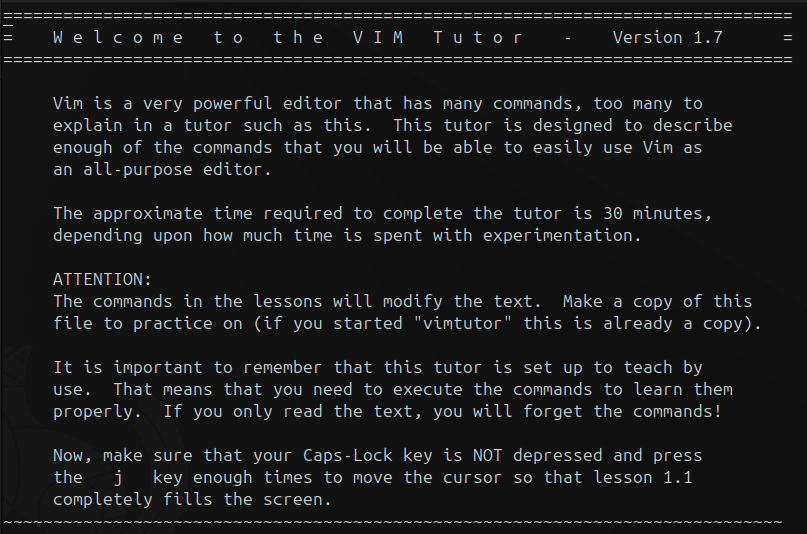 ===============================================================================
=    W e l c o m e   t o   t h e   V I M   T u t o r    -    Version 1.7      =
===============================================================================
Vim is a very powerful editor that has many commands, too many to
explain in a tutor such as this.  This tutor is designed to describe
enough of the commands that you will be able to easily use Vim as
an all-purpose editor.
The approximate time required to complete the tutor is 30 minutes,
depending upon how much time is spent with experimentation.
ATTENTION:
The commands in the lessons will modify the text.  Make a copy of this
file to practice on (if you started "vimtutor" this is already a copy).
It is important to remember that this tutor is set up to teach by
use.  That means that you need to execute the commands to learn them
properly.  If you only read the text, you will forget the commands!
Now, make sure that your Caps-Lock key is NOT depressed and press
the   j   key enough times to move the cursor so that lesson 1.1
completely fills the screen.
~~~~~~~~~~~~~~~~~~~~~~~~~~~~~~~~~~~~~~~~~~~~~~~~~~~~~~~~~~~~~~~~~~~~~~~~~~~~~~